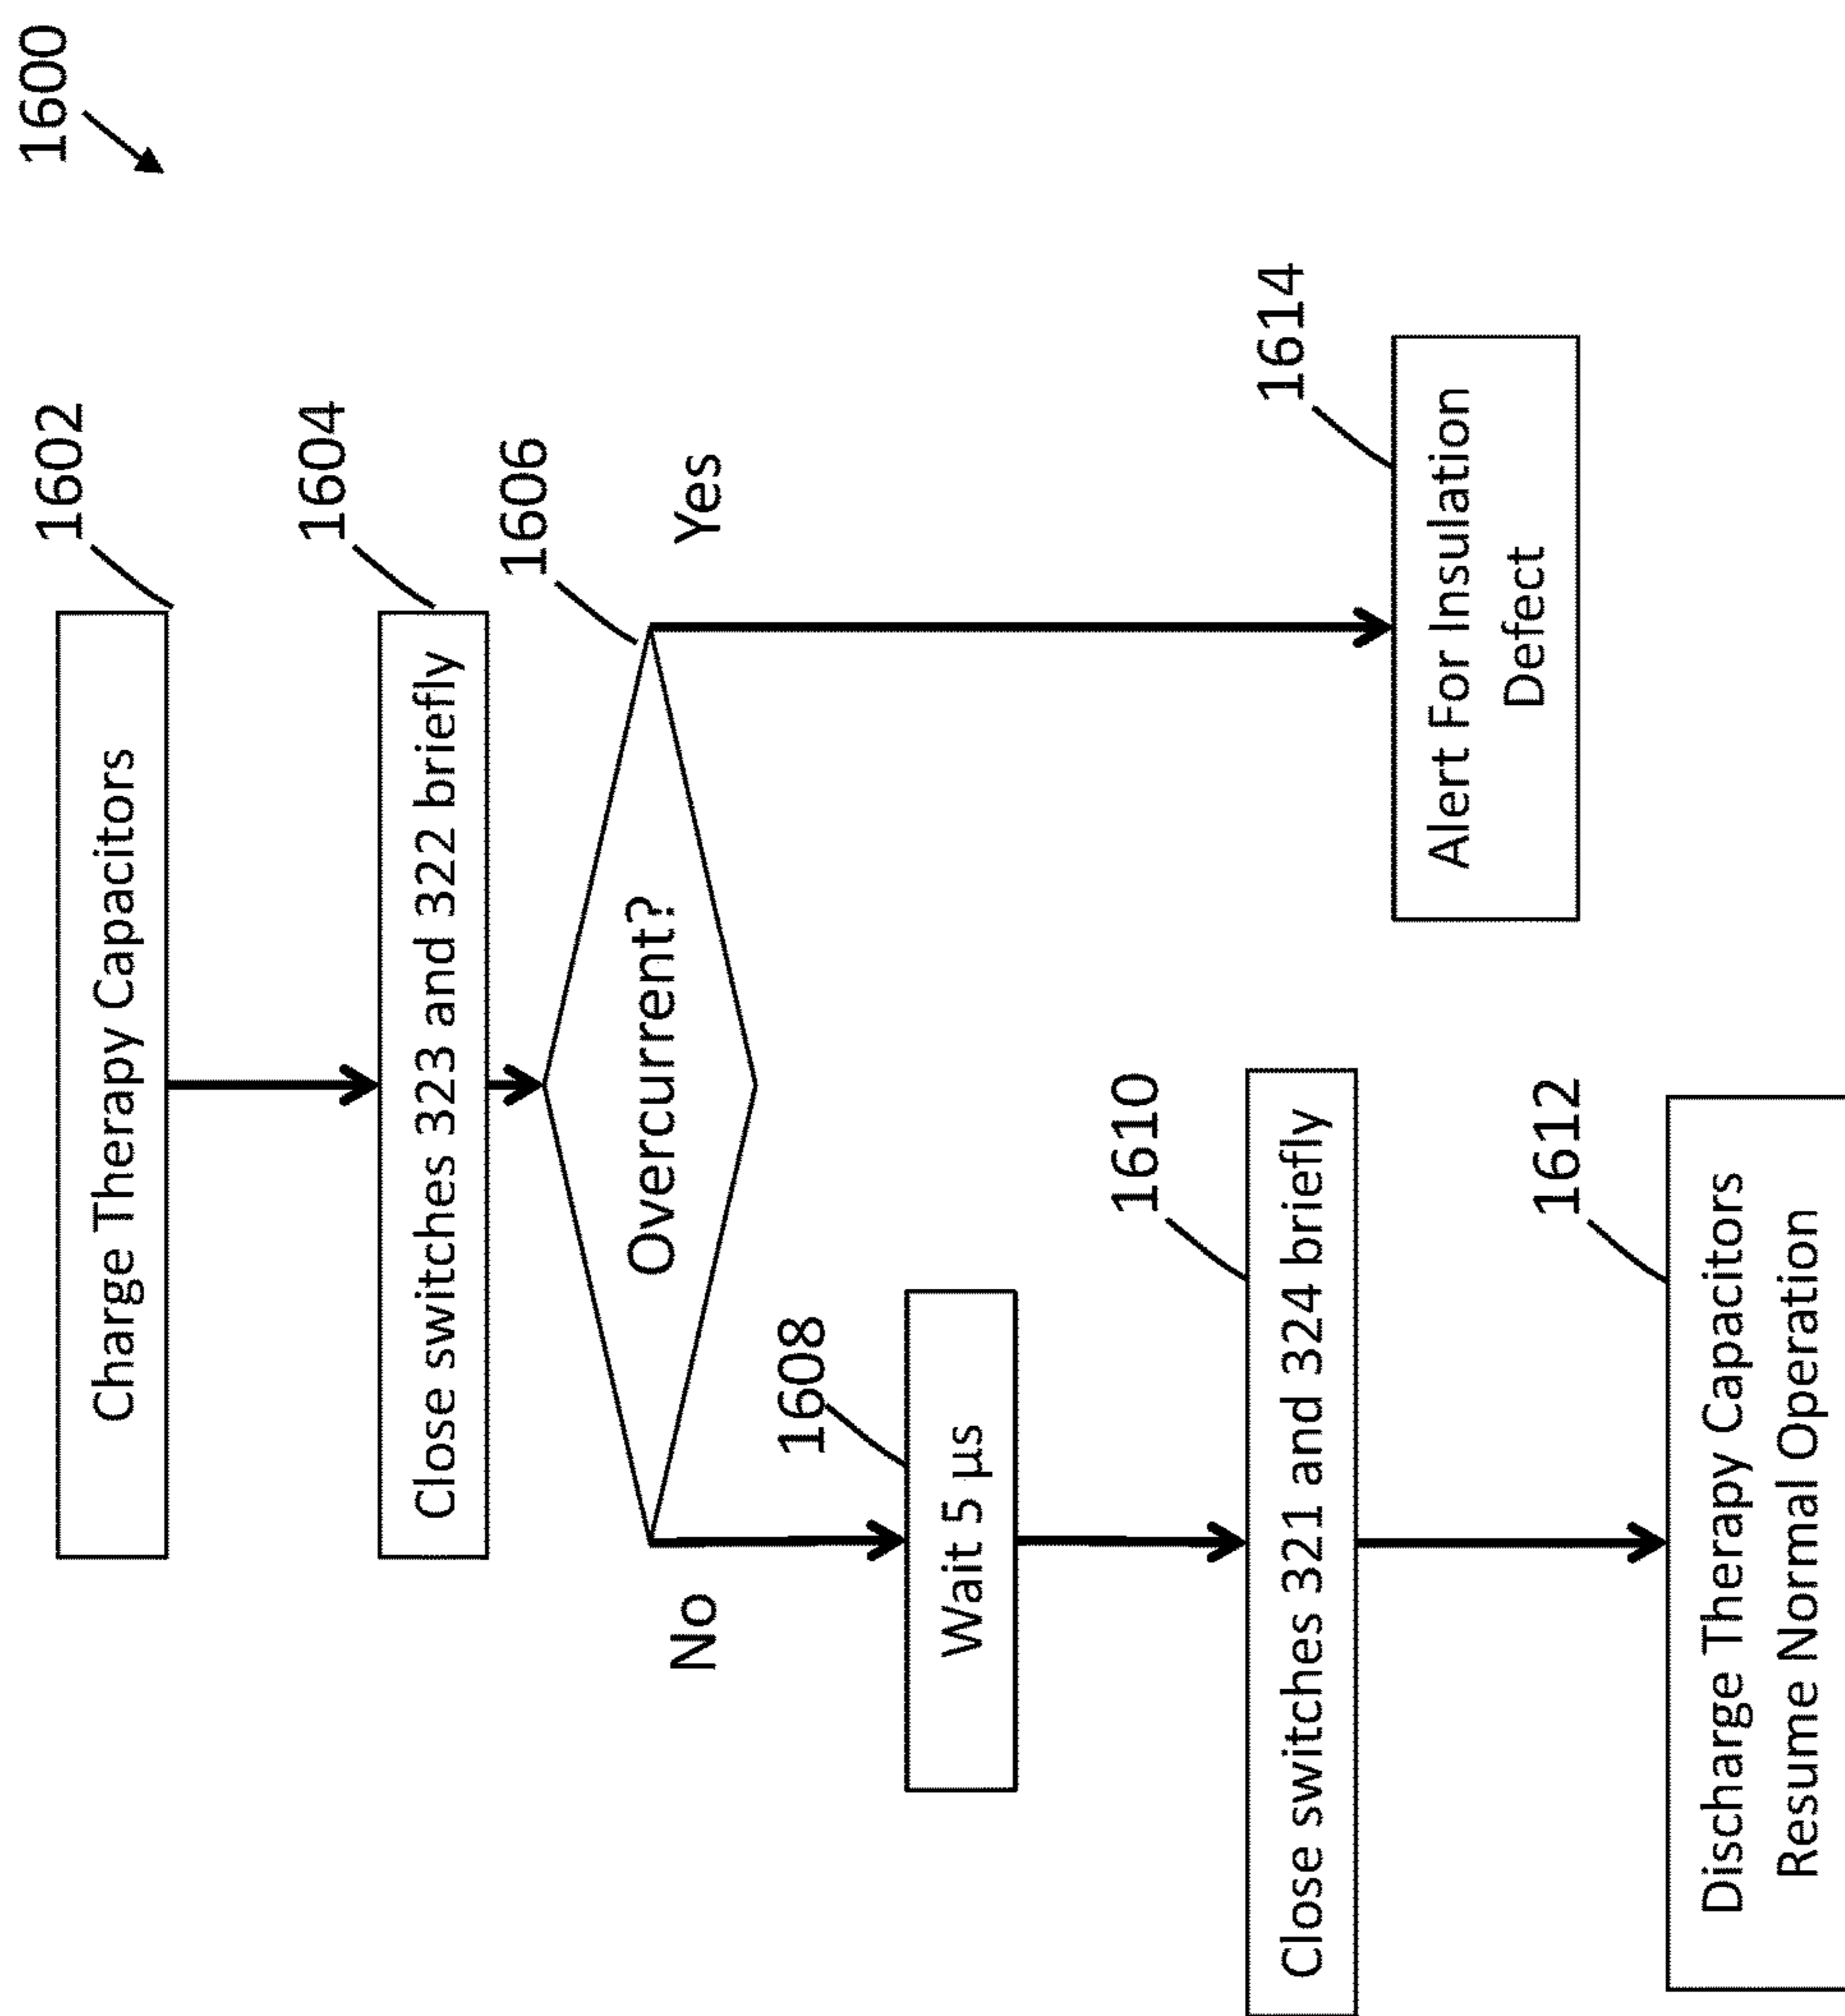 1600
1602
Charge Therapy Capacitors
1604
Close switches 323 and 322 briefly
1606
Overcurrent?
Yes
No
1608
Wait 5 µs
1610
Close switches 321 and 324 briefly
1614
Alert For Insulation
Defect
1612
Discharge Therapy Capacitors
Resume Normal Operation